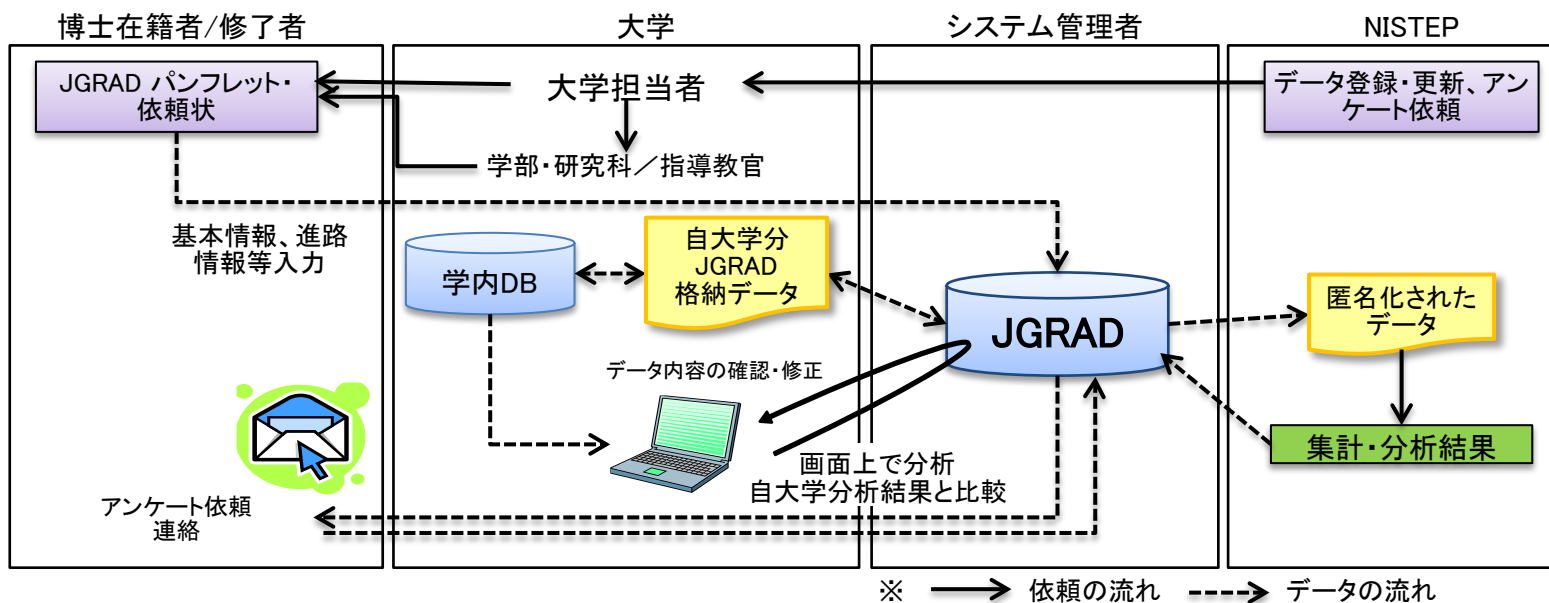 博士在籍者/修了者
大学
システム管理者
NISTEP
JGRAD パンフレット・
依頼状
大学担当者
データ登録・更新、アン
ケート依頼
学部・研究科／指導教官
基本情報、進路
情報等入力
学内DB
自大学分
JGRAD
格納データ
JGRAD
匿名化された
データ
データ内容の確認・修正
集計・分析結果
画面上で分析
自大学分析結果と比較
アンケート依頼
連絡
※ 依頼の流れ データの流れ